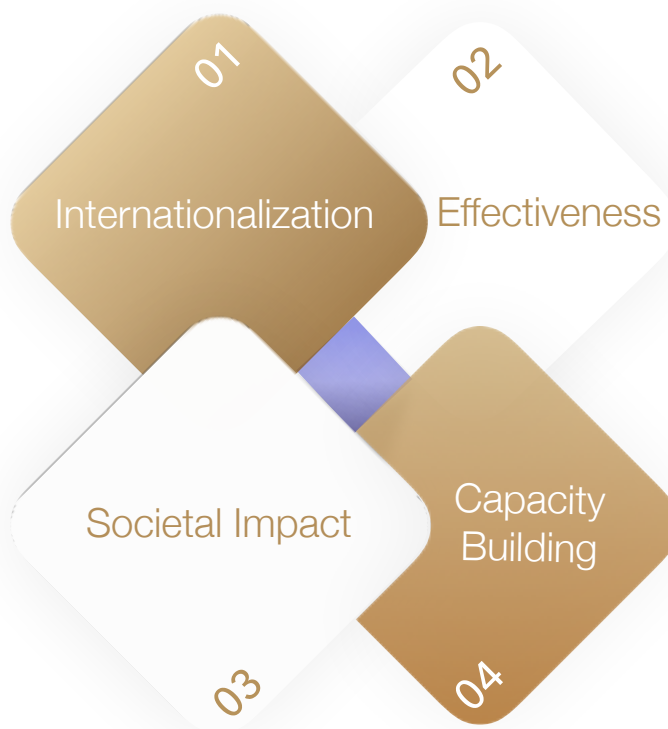 01
Internationalization
02
Effectiveness
Societal Impact
03
Capacity
Building
04